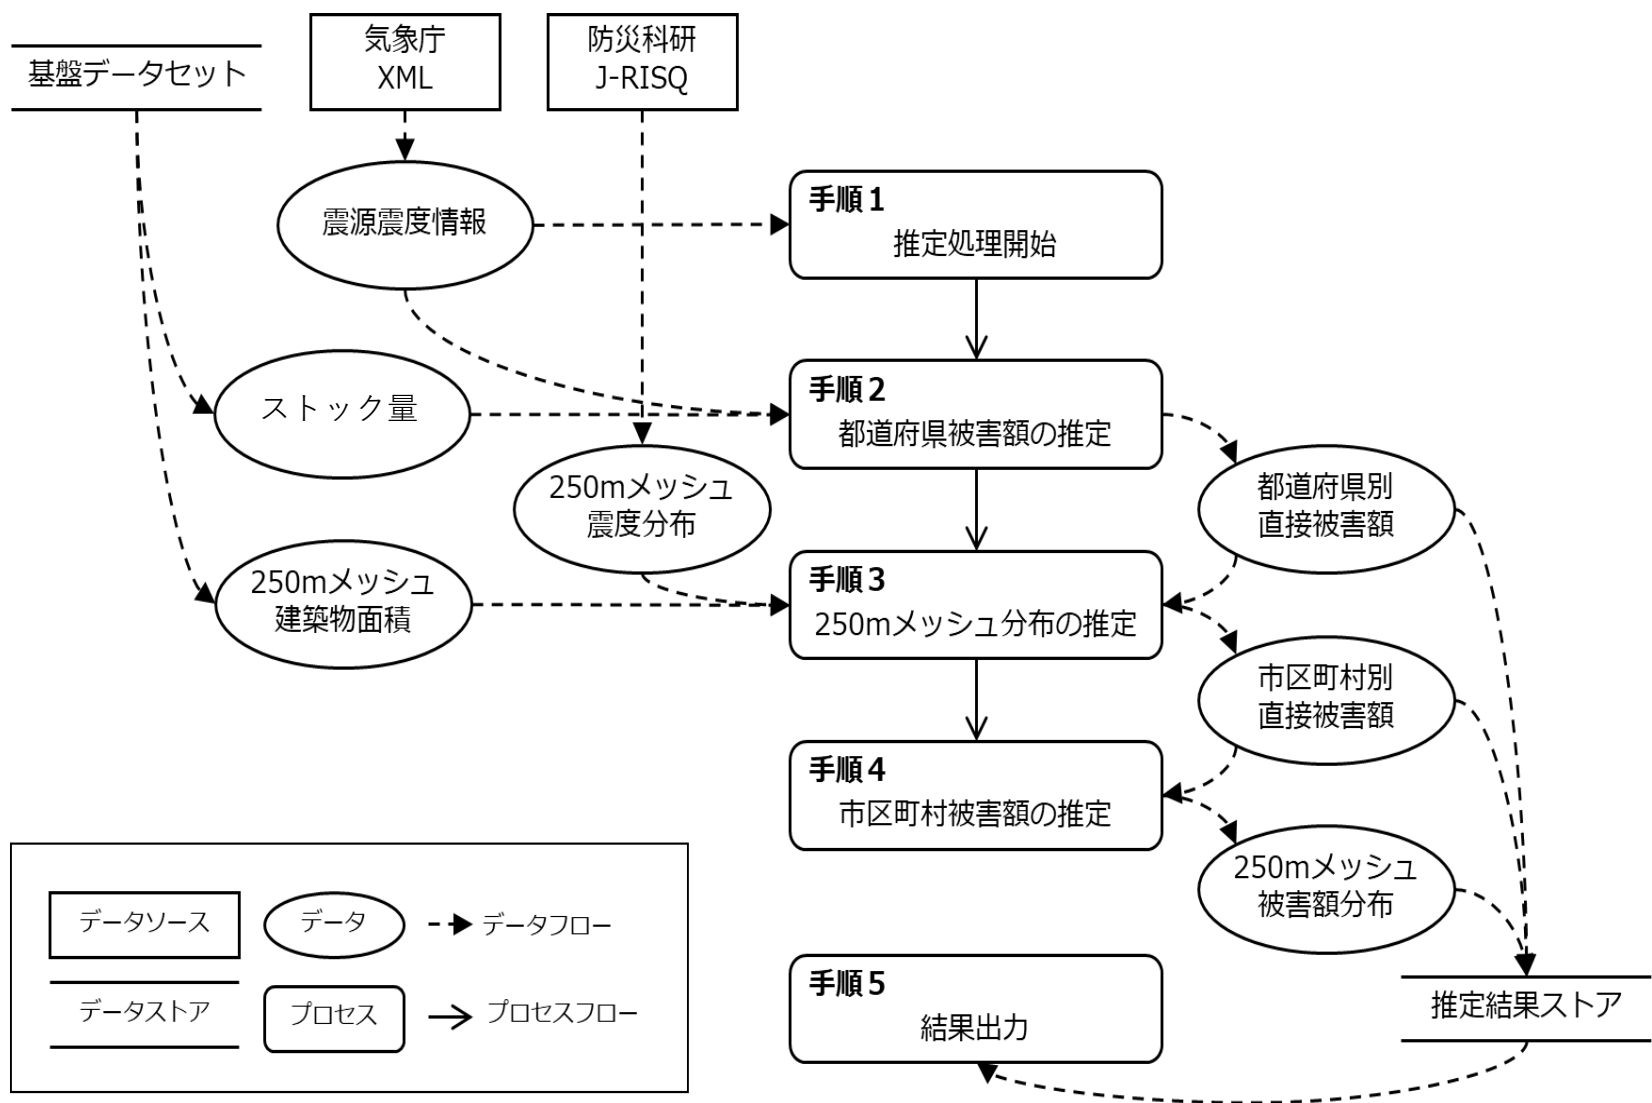 基盤データセット
気象庁
XML
防災科研
J-RISQ
震源震度情報
手順１
推定処理開始
ストック量
手順２
都道府県被害額の推定
250mメッシュ
震度分布
都道府県別
直接被害額
250mメッシュ
建築物面積
手順３
250mメッシュ分布の推定
市区町村別
直接被害額
手順４
市区町村被害額の推定
250mメッシュ
被害額分布
手順５
結果出力
推定結果ストア
データソース
データ
データフロー
データストア
プロセス
プロセスフロー